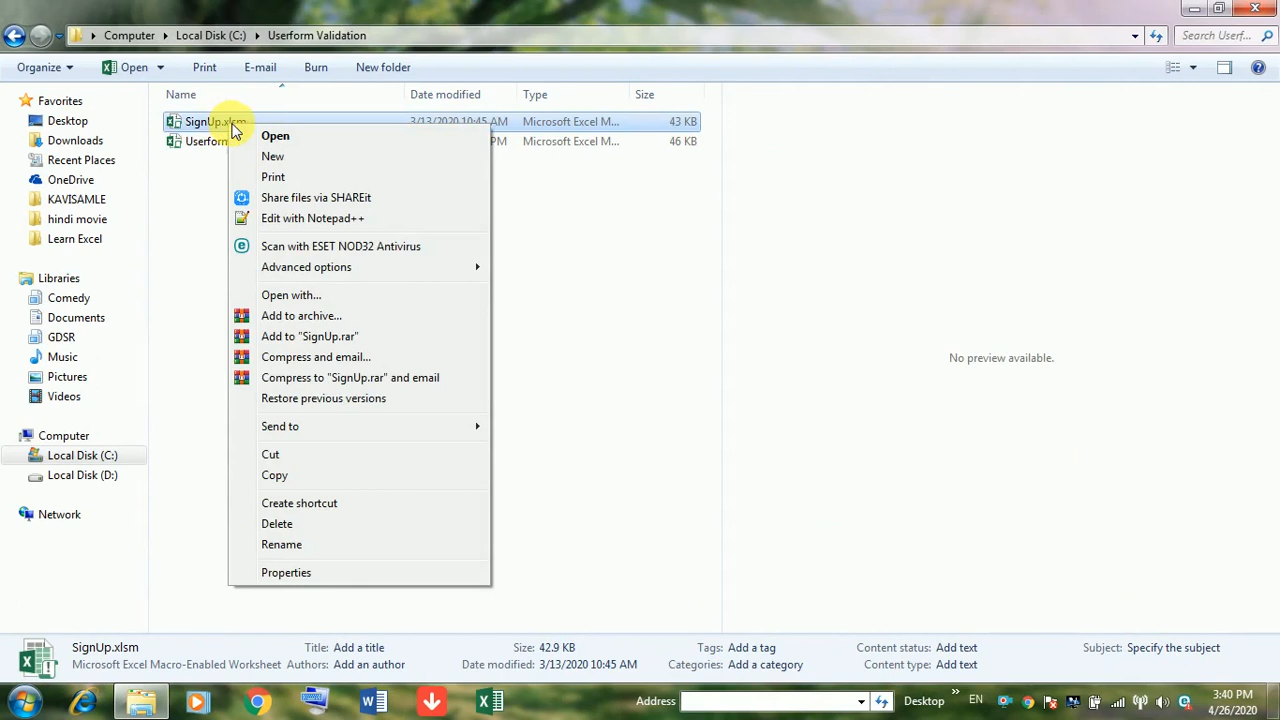 Computer Local Disk (C:) Userform Validation Search Userf...
Organize Open Print E-mail Burn New folder
Name Date modified Type Size
SignUp.xlsm 3/13/2020 10:45 AM Microsoft Excel M... 43 KB
Userform PM Microsoft Excel M... 46 KB
Favorites
Desktop
Downloads
Recent Places
OneDrive
KAVISAMLE
hindi movie
Learn Excel
Libraries
Comedy
Documents
GDSR
Music
Pictures
Videos
Computer
Local Disk (C:)
Local Disk (D:)
Network
Open
New
Print
Share files via SHAREit
Edit with Notepad++
Scan with ESET NOD32 Antivirus
Advanced options
Open with...
Add to archive...
Add to "SignUp.rar"
Compress and email...
Compress to "SignUp.rar" and email
Restore previous versions
Send to
Cut
Copy
Create shortcut
Delete
Rename
Properties
No preview available.
SignUp.xlsm Title: Add a title Size: 42.9 KB Tags: Add a tag Content status: Add text Subject: Specify the subject
Microsoft Excel Macro-Enabled Worksheet Authors: Add an author Date modified: 3/13/2020 10:45 AM Categories: Add a category Content type: Add text
Address Desktop » EN 3:40 PM
4/26/2020